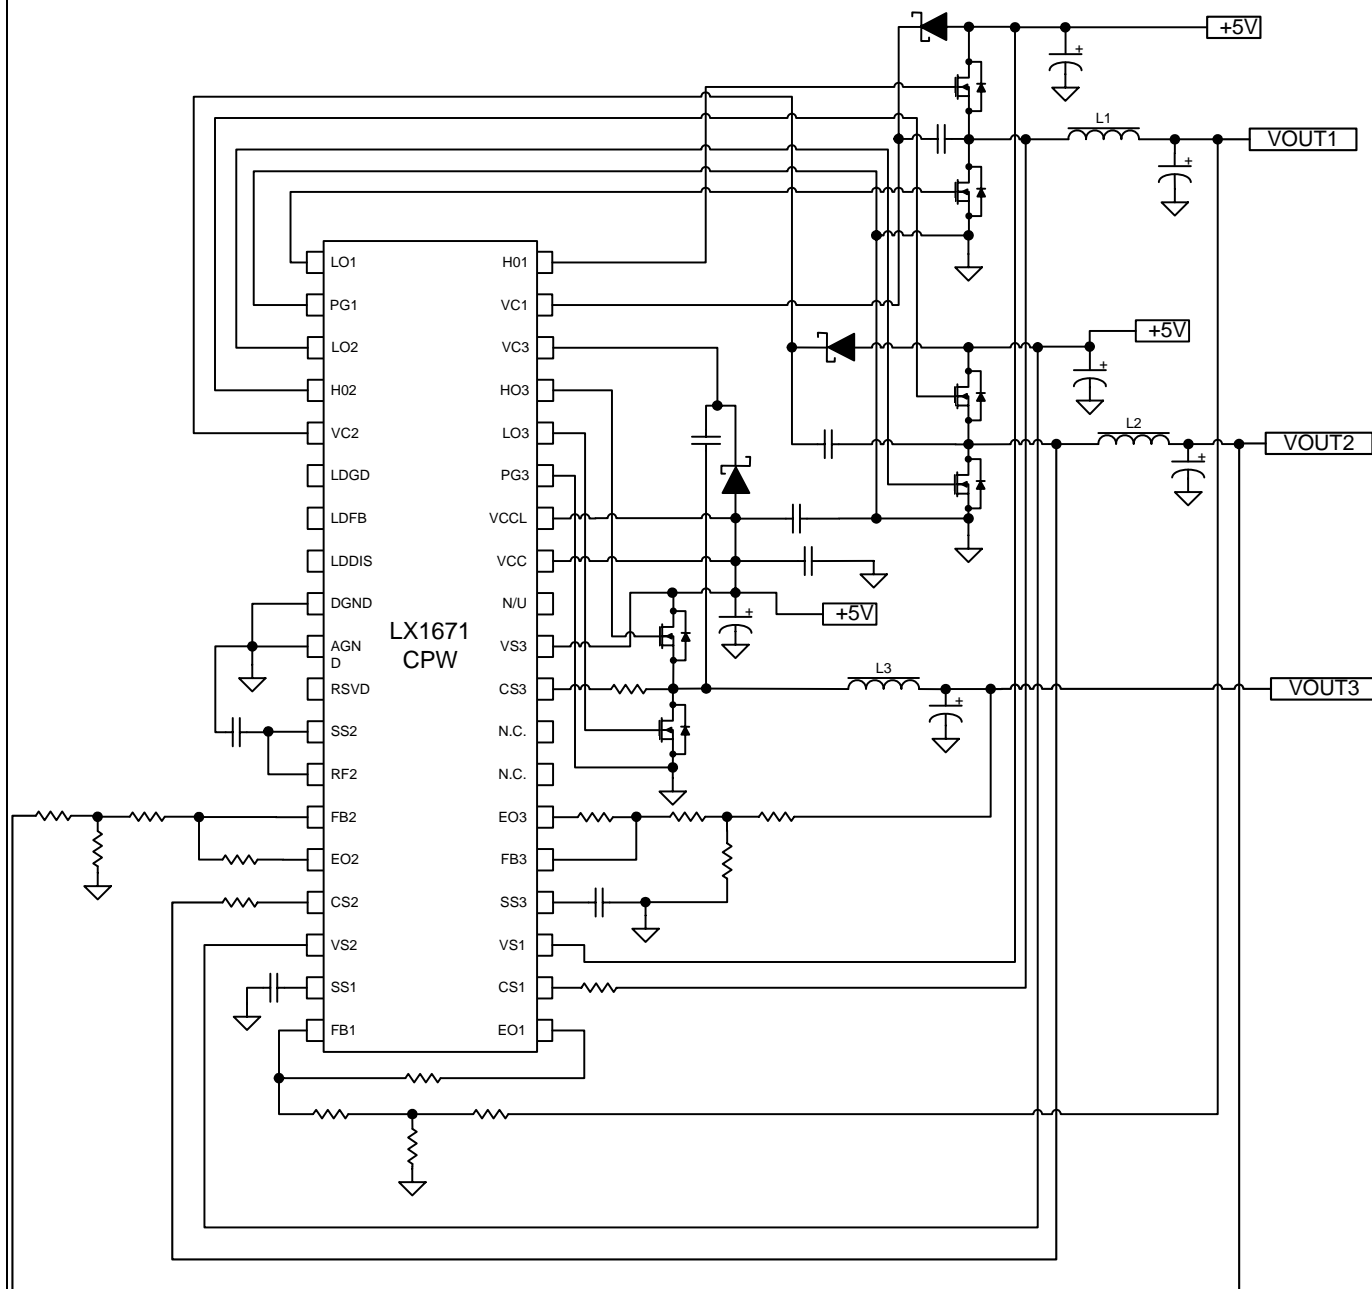 +5V
L1
VOUT1
LO1
H01
PG1
VC1
+5V
LO2
VC3
H02
HO3
L2
VC2
LO3
VOUT2
LDGD
PG3
LDFB
VCCL
LDDIS
VCC
DGND
N/U
+5V
LX1671
CPW
AGN
D
VS3
L3
RSVD
CS3
VOUT3
SS2
N.C.
RF2
N.C.
FB2
EO3
EO2
FB3
CS2
SS3
VS2
VS1
SS1
CS1
FB1
EO1